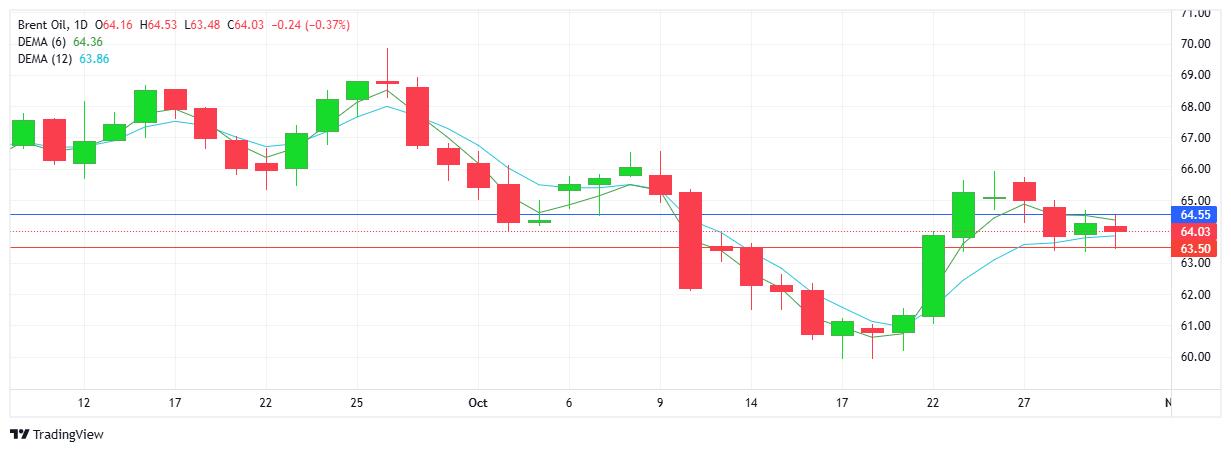 Brent Oil, 1D O64.16 H64.53 L63.48 C64.03 −0.24 (−0.37%)
DEMA (6) 64.36
DEMA (12) 63.86
71.00
70.00
69.00
68.00
67.00
66.00
65.00
64.55
64.03
63.50
63.00
62.00
61.00
60.00
12 17 22 25 Oct 6 9 14 17 22 27 N
TradingView